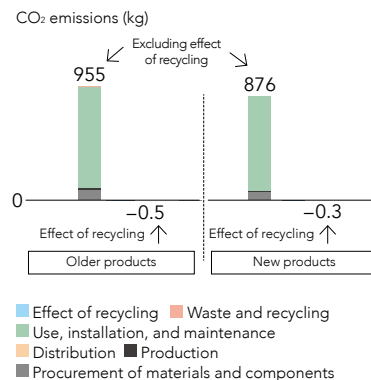 CO₂ emissions (kg)
Excluding effect
of recycling
955
876
0
−0.5
−0.3
Effect of recycling
Effect of recycling
Older products
New products
Effect of recycling Waste and recycling
Use, installation, and maintenance
Distribution Production
Procurement of materials and components